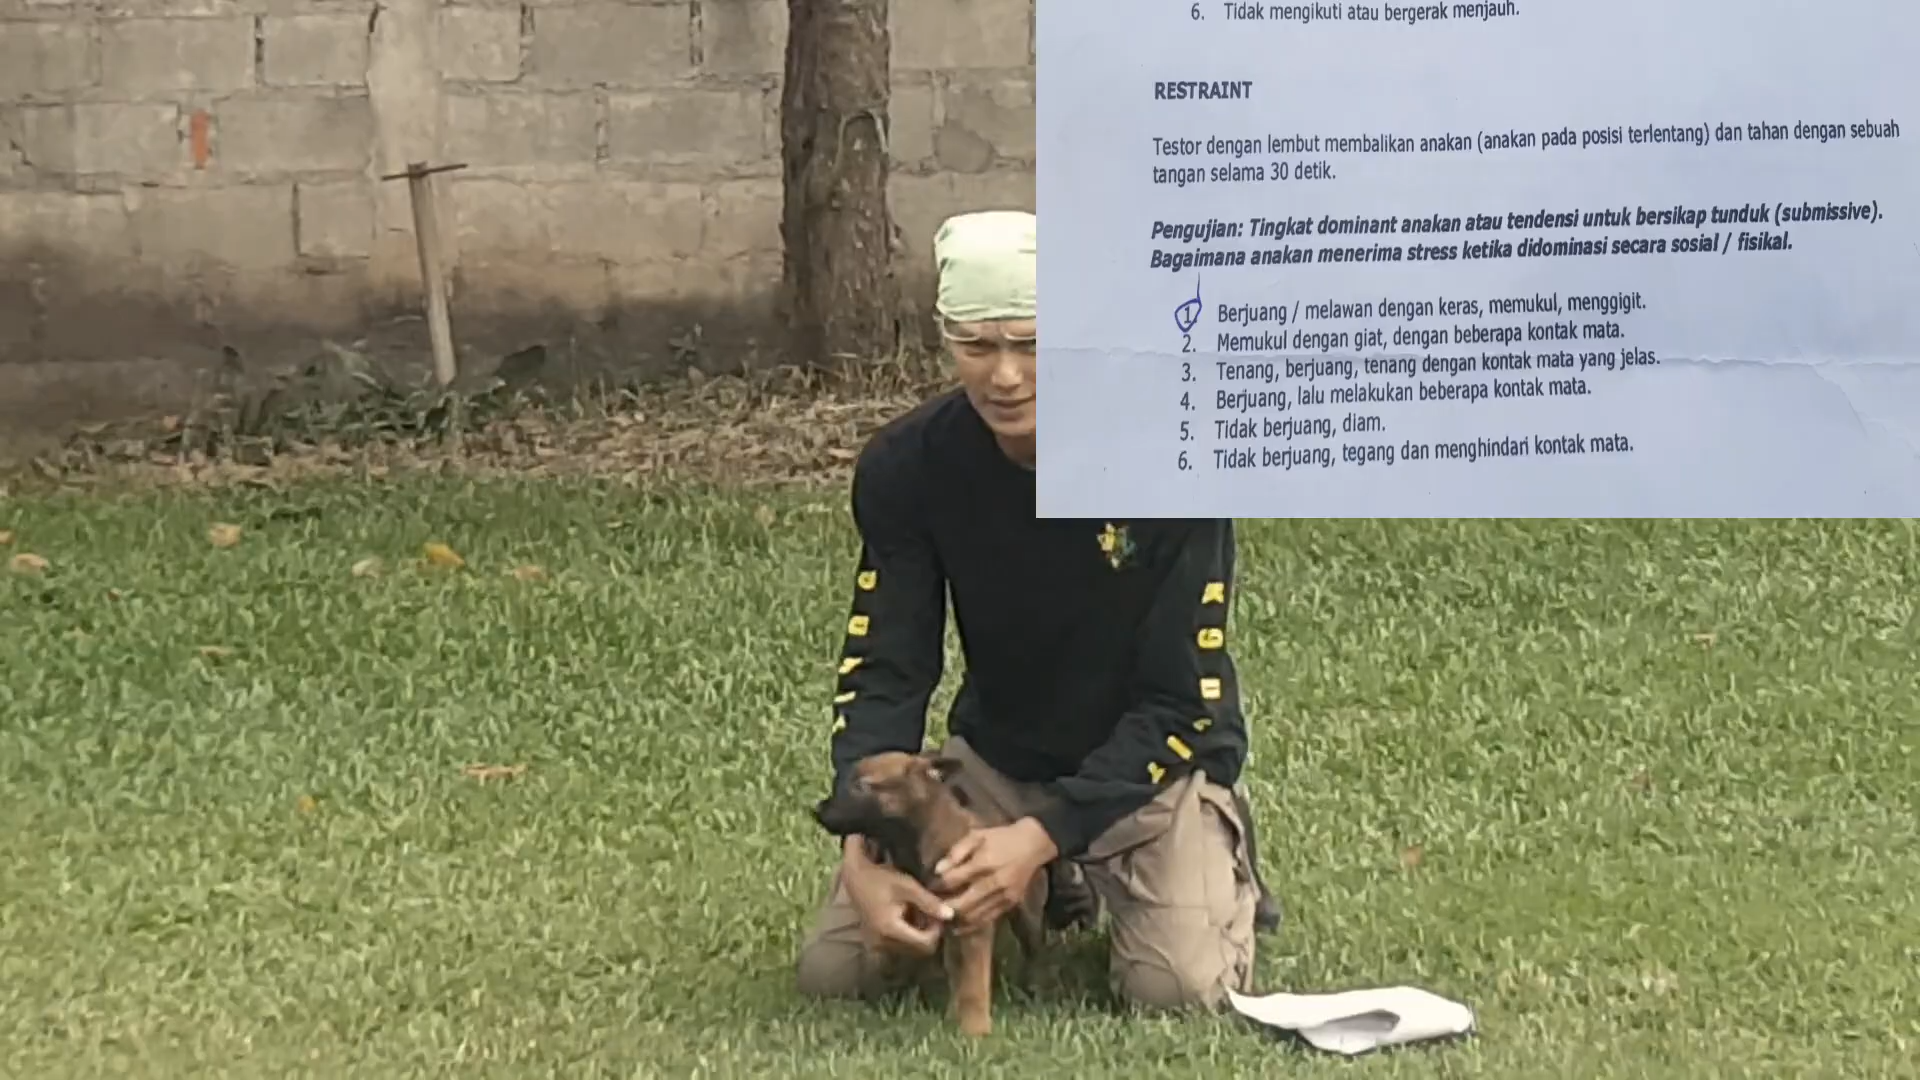 6. Tidak mengikuti atau bergerak menjauh.
RESTRAINT
Testor dengan lembut membalikan anakan (anakan pada posisi terlentang) dan tahan dengan sebuah
tangan selama 30 detik.
Pengujian: Tingkat dominant anakan atau tendensi untuk bersikap tunduk (submissive).
Bagaimana anakan menerima stress ketika didominasi secara sosial / fisikal.
1. Berjuang / melawan dengan keras, memukul, menggigit.
2. Memukul dengan giat, dengan beberapa kontak mata.
3. Tenang, berjuang, tenang dengan kontak mata yang jelas.
4. Berjuang, lalu melakukan beberapa kontak mata.
5. Tidak berjuang, diam.
6. Tidak berjuang, tegang dan menghindari kontak mata.